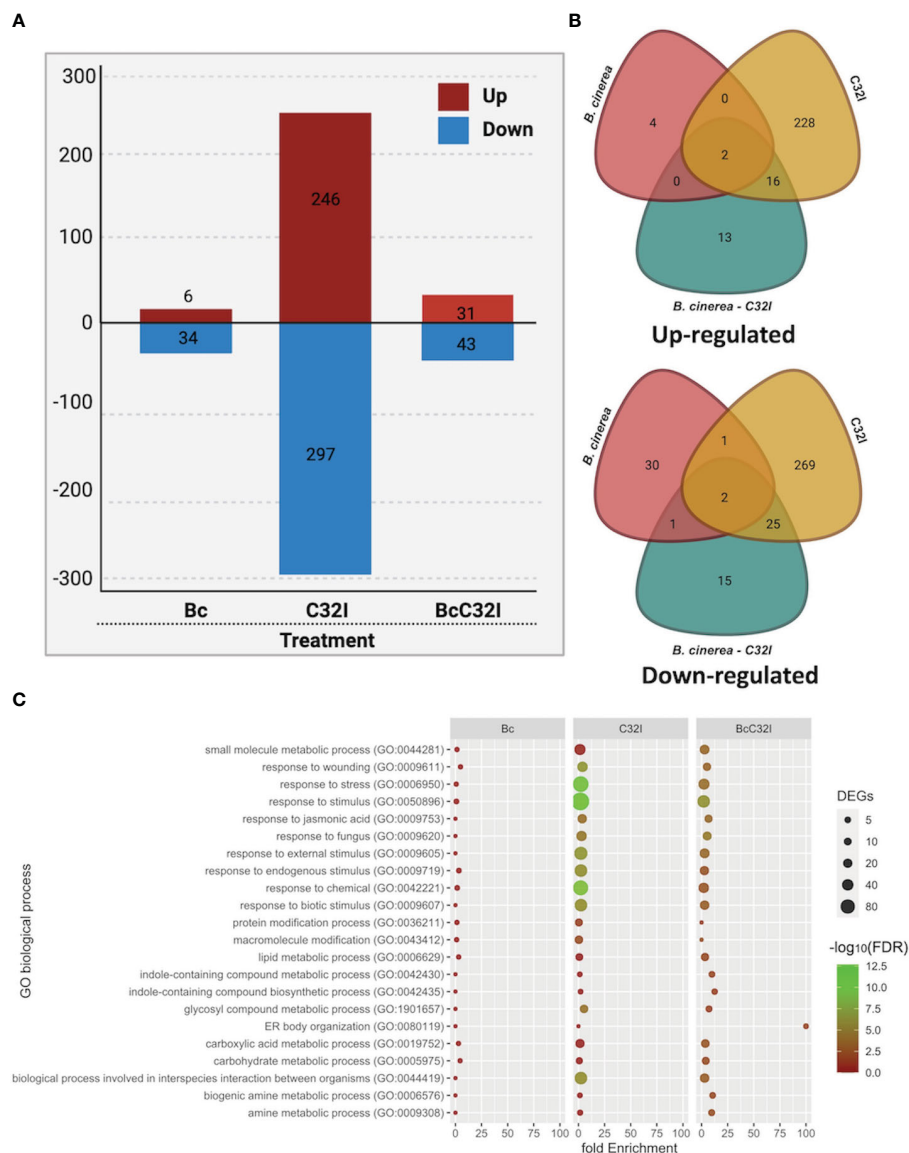 A
300
200
100
0
-100
-200
-300
Up
Down
6
34
246
297
31
43
Bc C32I BcC32I
Treatment
B
B. cinerea
C32I
0
4
228
2
0
16
13
B. cinerea - C32I
Up-regulated
B. cinerea
C32I
1
30
269
2
1
25
15
B. cinerea - C32I
Down-regulated
C
Bc C32I BcC32I
GO biological process
small molecule metabolic process (GO:0044281)
response to wounding (GO:0009611)
response to stress (GO:0006950)
response to stimulus (GO:0050896)
response to jasmonic acid (GO:0009753)
response to fungus (GO:0009620)
response to external stimulus (GO:0009605)
response to endogenous stimulus (GO:0009719)
response to chemical (GO:0042221)
response to biotic stimulus (GO:0009607)
protein modification process (GO:0036211)
macromolecule modification (GO:0043412)
lipid metabolic process (GO:0006629)
indole-containing compound metabolic process (GO:0042430)
indole-containing compound biosynthetic process (GO:0042435)
glycosyl compound metabolic process (GO:1901657)
ER body organization (GO:0080119)
carboxylic acid metabolic process (GO:0019752)
carbohydrate metabolic process (GO:0005975)
biological process involved in interspecies interaction between organisms (GO:0044419)
biogenic amine metabolic process (GO:0006576)
amine metabolic process (GO:0009308)
0 25 50 75 100 0 25 50 75 100 0 25 50 75 100
fold Enrichment
DEGs
5
10
20
40
80
-log₁₀(FDR)
12.5
10.0
7.5
5.0
2.5
0.0